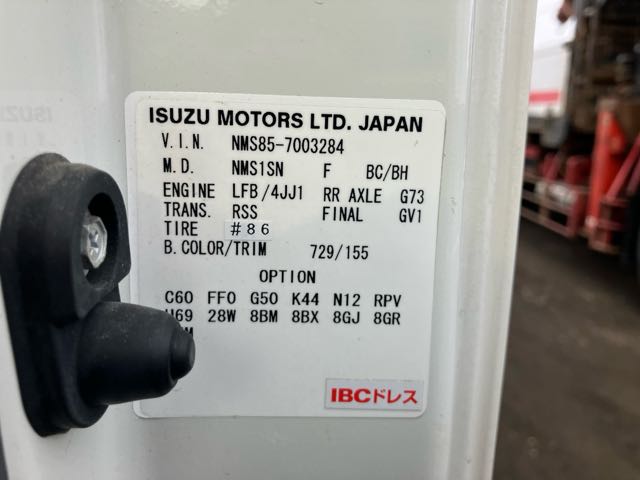 ISUZU MOTORS LTD. JAPAN
V.I.N. NMS85-7003284
M.D. NMS1SN F BC/BH
ENGINE LFB/4JJ1 RR AXLE G73
TRANS. RSS FINAL GV1
TIRE #86
B.COLOR/TRIM 729/155
OPTION
C60 FF0 G50 K44 N12 RPV
28W 8BM 8BX 8GJ 8GR
IBCドレス